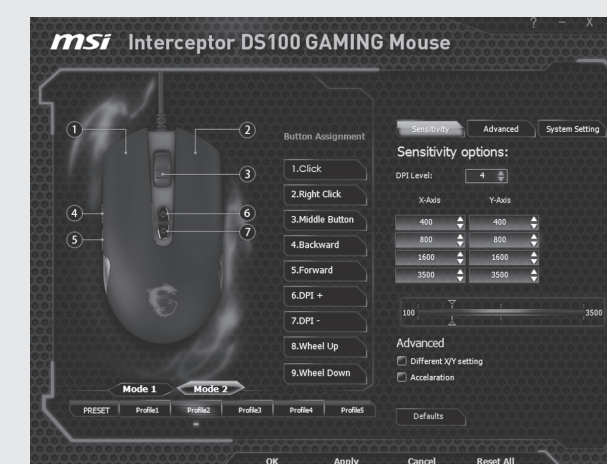 ? – X
msi Interceptor DS100 GAMING Mouse
1
2
3
4
5
6
7
Button Assignment
1.Click
2.Right Click
3.Middle Button
4.Backward
5.Forward
6.DPI +
7.DPI -
8.Wheel Up
9.Wheel Down
Sensitivity Advanced System Setting
Sensitivity options:
DPI Level: 4
X-Axis Y-Axis
400 400
800 800
1600 1600
3500 3500
100 3500
Advanced
Different X/Y setting
Accelaration
Defaults
Mode 1 Mode 2
PRESET Profile1 Profile2 Profile3 Profile4 Profile5
OK Apply Cancel Reset All